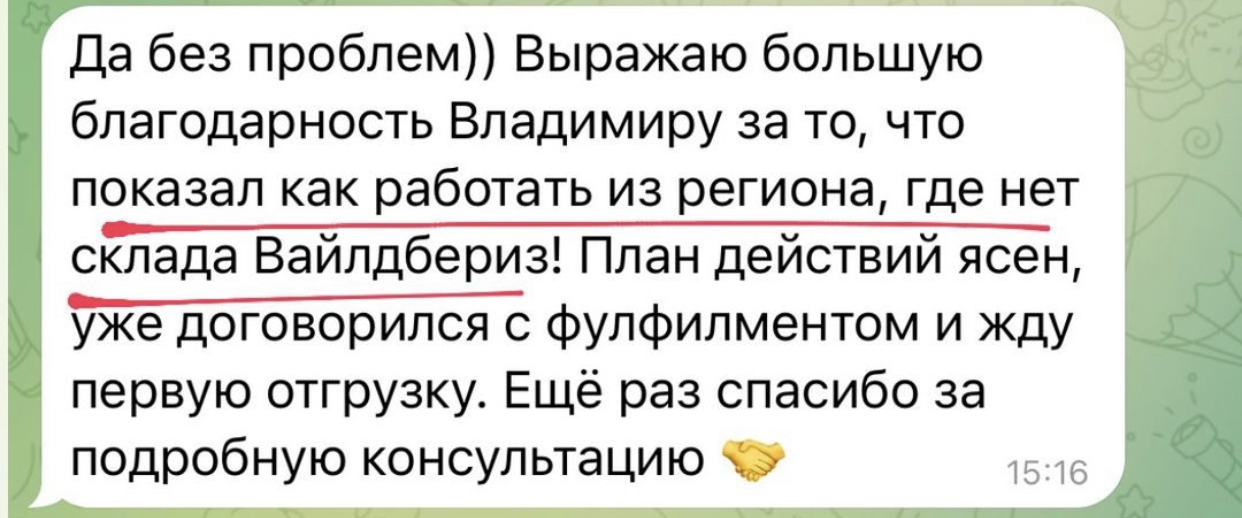 Да без проблем)) Выражаю большую
благодарность Владимиру за то, что
показал как работать из региона, где нет
склада Вайлдбериз! План действий ясен,
уже договорился с фулфилментом и жду
первую отгрузку. Ещё раз спасибо за
подробную консультацию 🤝
15:16